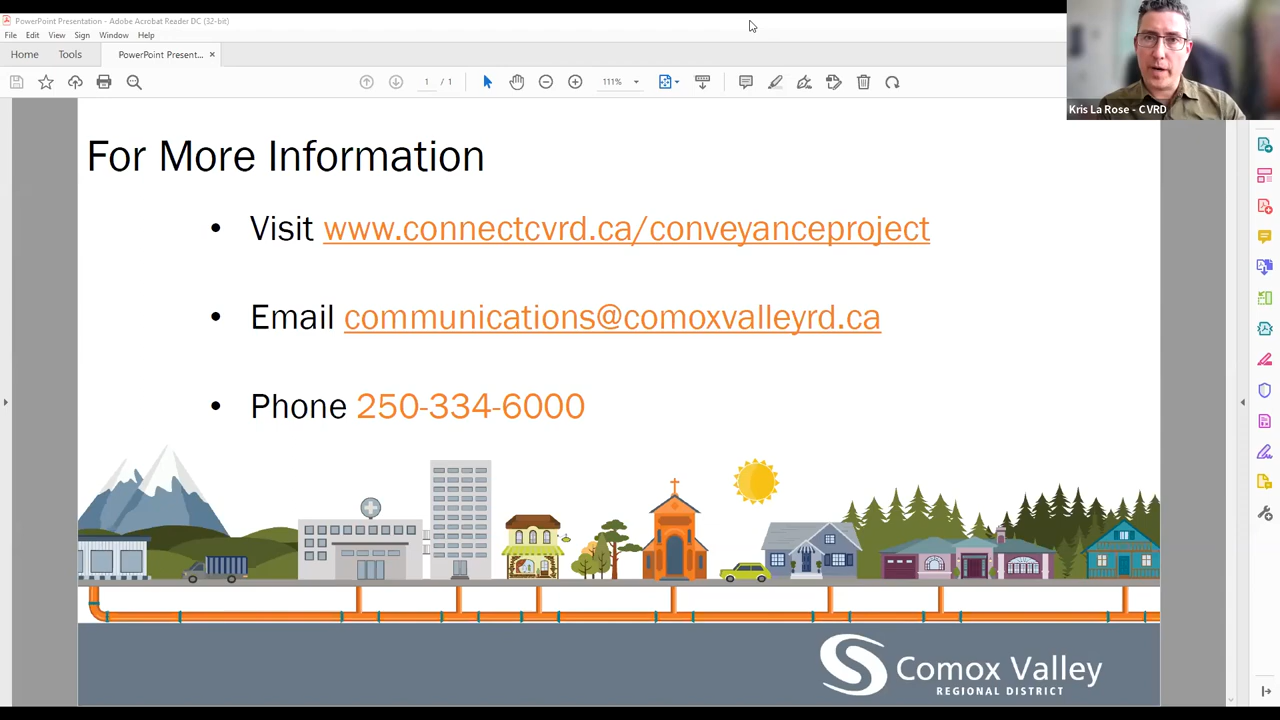 PowerPoint Presentation - Adobe Acrobat Reader DC (32-bit)
File Edit View Sign Window Help
Home Tools PowerPoint Present... ×
1 / 1 111%
Kris La Rose - CVRD
For More Information
• Visit www.connectcvrd.ca/conveyanceproject
• Email communications@comoxvalleyrd.ca
• Phone 250-334-6000
Comox Valley
REGIONAL DISTRICT